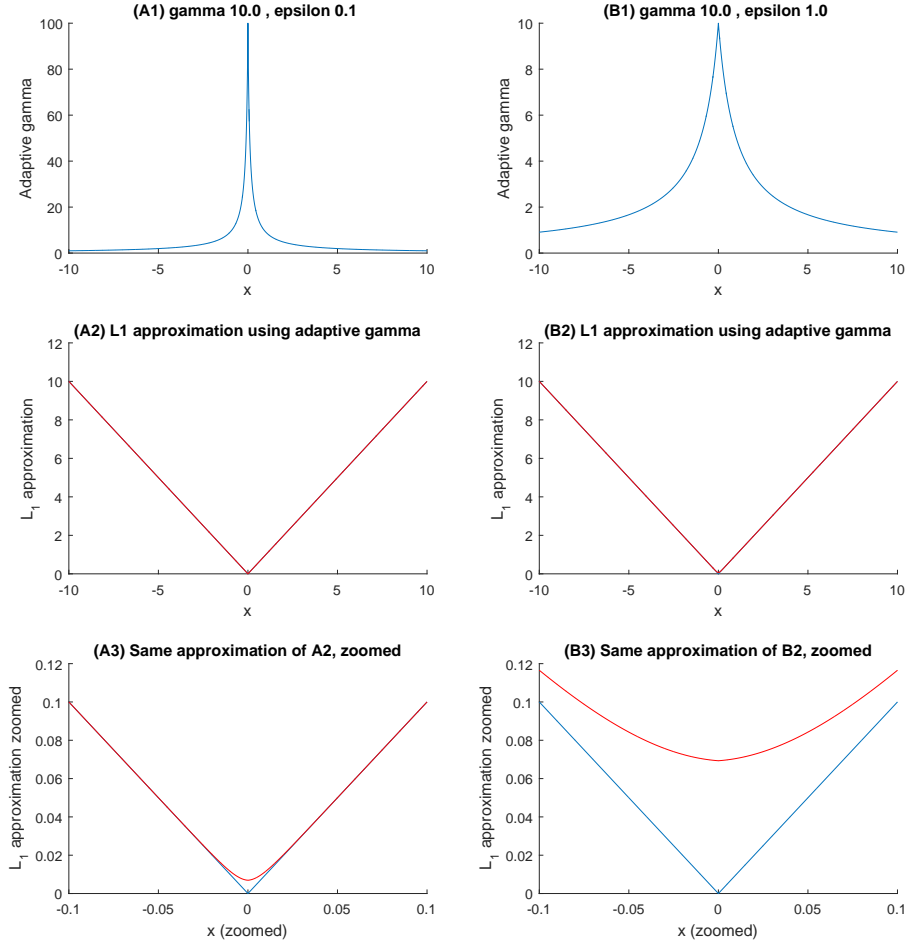 (A1) gamma 10.0 , epsilon 0.1
100
80
60
40
20
0
Adaptive gamma
-10 -5 0 5 10
x
(B1) gamma 10.0 , epsilon 1.0
10
8
6
4
2
0
Adaptive gamma
-10 -5 0 5 10
x
(A2) L1 approximation using adaptive gamma
12
10
8
6
4
2
0
L₁ approximation
-10 -5 0 5 10
x
(B2) L1 approximation using adaptive gamma
12
10
8
6
4
2
0
L₁ approximation
-10 -5 0 5 10
x
(A3) Same approximation of A2, zoomed
0.12
0.1
0.08
0.06
0.04
0.02
0
L₁ approximation zoomed
-0.1 -0.05 0 0.05 0.1
x (zoomed)
(B3) Same approximation of B2, zoomed
0.12
0.1
0.08
0.06
0.04
0.02
0
L₁ approximation zoomed
-0.1 -0.05 0 0.05 0.1
x (zoomed)